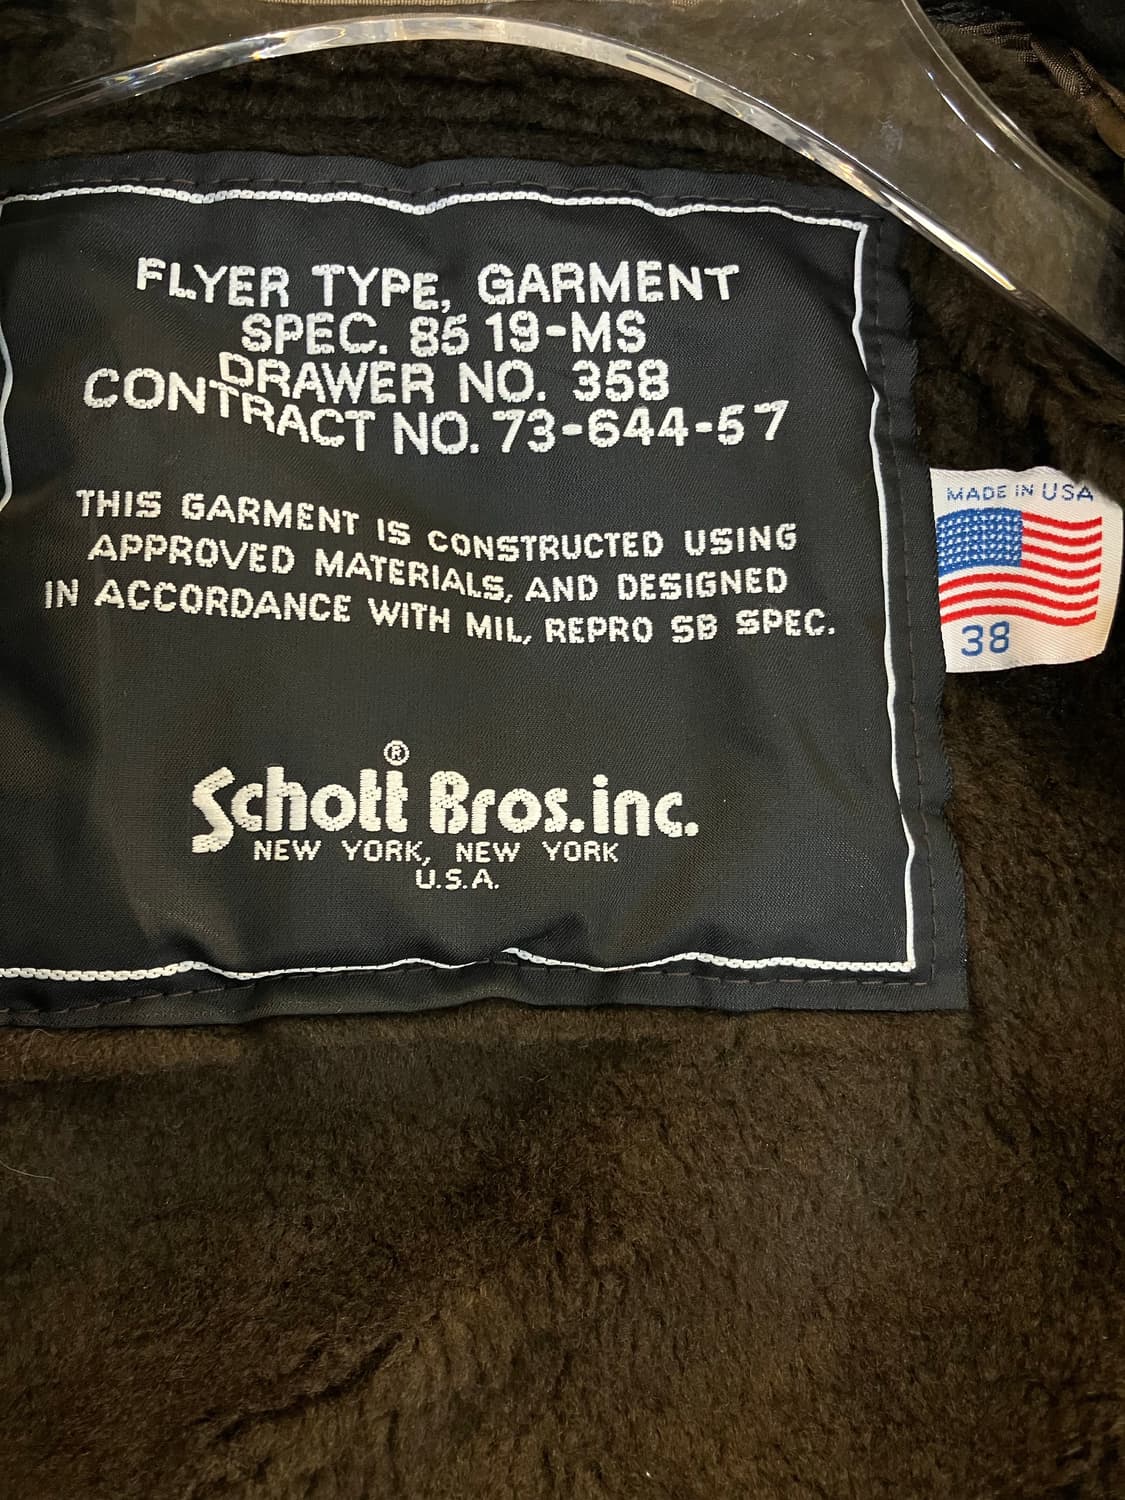 FLYER TYPE, GARMENT
SPEC. 8519-MS
DRAWER NO. 358
CONTRACT NO. 73-644-57
THIS GARMENT IS CONSTRUCTED USING
APPROVED MATERIALS, AND DESIGNED
IN ACCORDANCE WITH MIL, REPRO SB SPEC.
Schott® Bros. inc.
NEW YORK, NEW YORK
U.S.A.
MADE IN USA
38